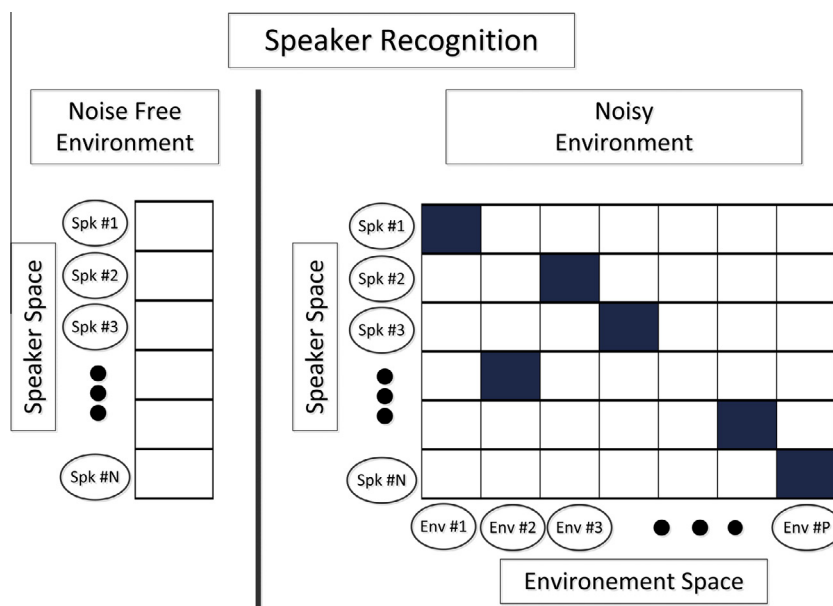 Speaker Recognition
Noise Free
Environment
Noisy
Environment
Speaker Space
Spk #1
Spk #2
Spk #3
Spk #N
Speaker Space
Spk #1
Spk #2
Spk #3
Spk #N
Env #1
Env #2
Env #3
Env #P
Environement Space